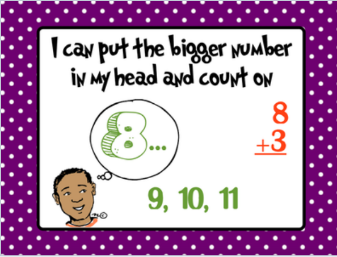 I can put the bigger number
in my head and count on
8...
8
+3
9, 10, 11